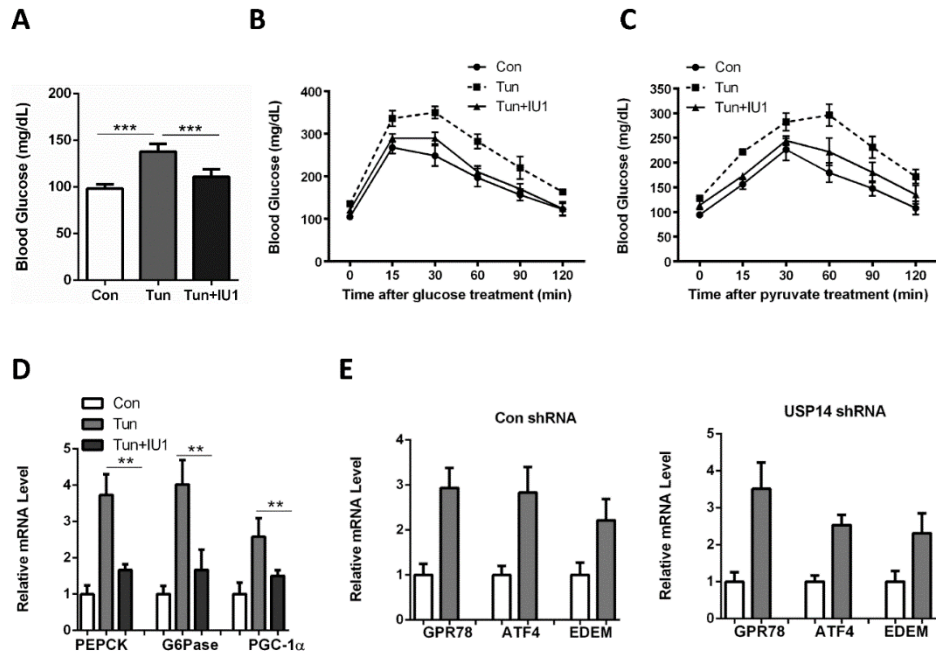 A
Blood Glucose (mg/dL)
200
150
100
50
0
***
***
Con
Tun
Tun+IU1
B
Blood Glucose (mg/dL)
400
300
200
100
Con
Tun
Tun+IU1
0
15
30
60
90
120
Time after glucose treatment (min)
C
Blood Glucose (mg/dL)
400
350
300
250
200
150
100
50
Con
Tun
Tun+IU1
0
15
30
60
90
120
Time after pyruvate treatment (min)
D
Con
Tun
Tun+IU1
Relative mRNA Level
5
4
3
2
1
0
**
**
**
PEPCK
G6Pase
PGC-1α
E
Con shRNA
Relative mRNA Level
4
3
2
1
0
GPR78
ATF4
EDEM
USP14 shRNA
Relative mRNA Level
5
4
3
2
1
0
GPR78
ATF4
EDEM